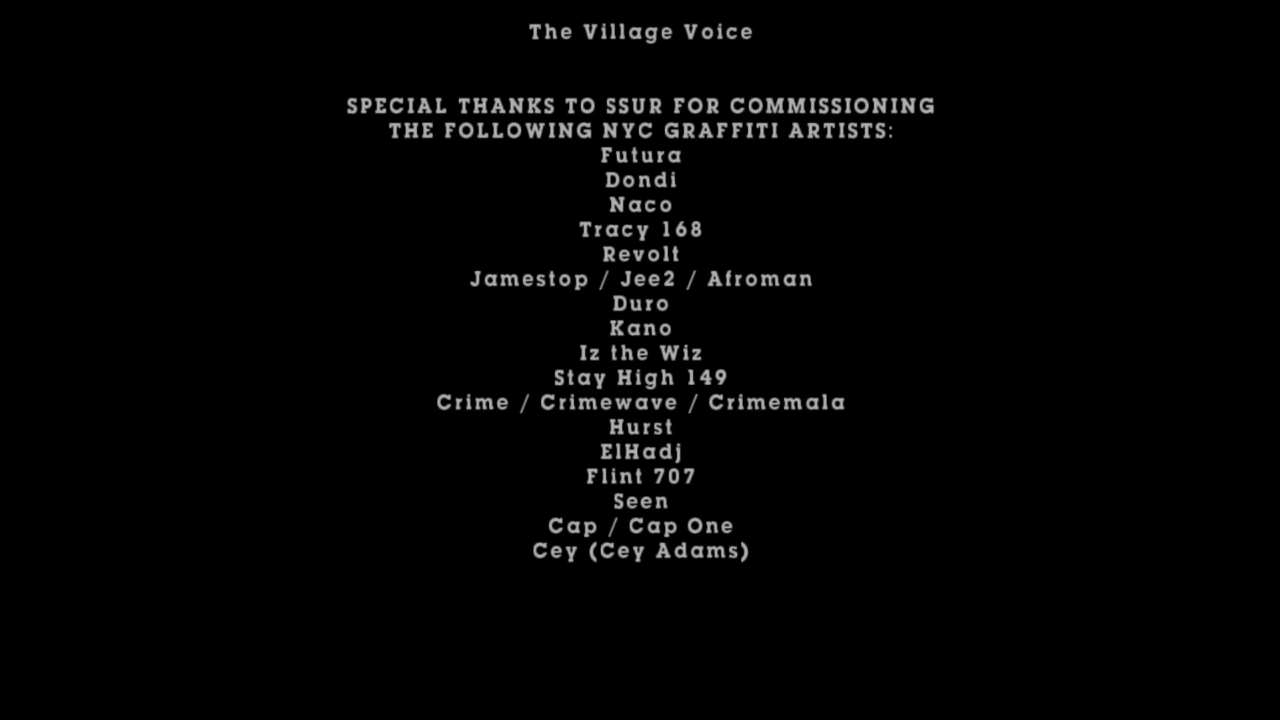 The Village Voice
SPECIAL THANKS TO SSUR FOR COMMISSIONING
THE FOLLOWING NYC GRAFFITI ARTISTS:
Futura
Dondi
Naco
Tracy 168
Revolt
Jamestop / Jee2 / Afroman
Duro
Kano
Iz the Wiz
Stay High 149
Crime / Crimewave / Crimemala
Hurst
ElHadj
Flint 707
Seen
Cap / Cap One
Cey (Cey Adams)